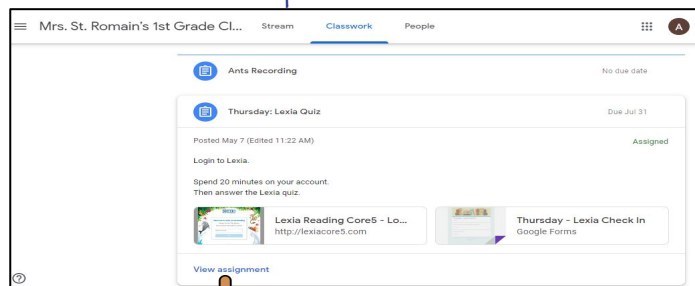 Mrs. St. Romain's 1st Grade Cl... Stream Classwork People A
Ants Recording No due date
Thursday: Lexia Quiz Due Jul 31
Posted May 7 (Edited 11:22 AM) Assigned
Login to Lexia.
Spend 20 minutes on your account.
Then answer the Lexia quiz.
Lexia Reading Core5 - Lo... Thursday - Lexia Check In
http://lexiacore5.com Google Forms
View assignment